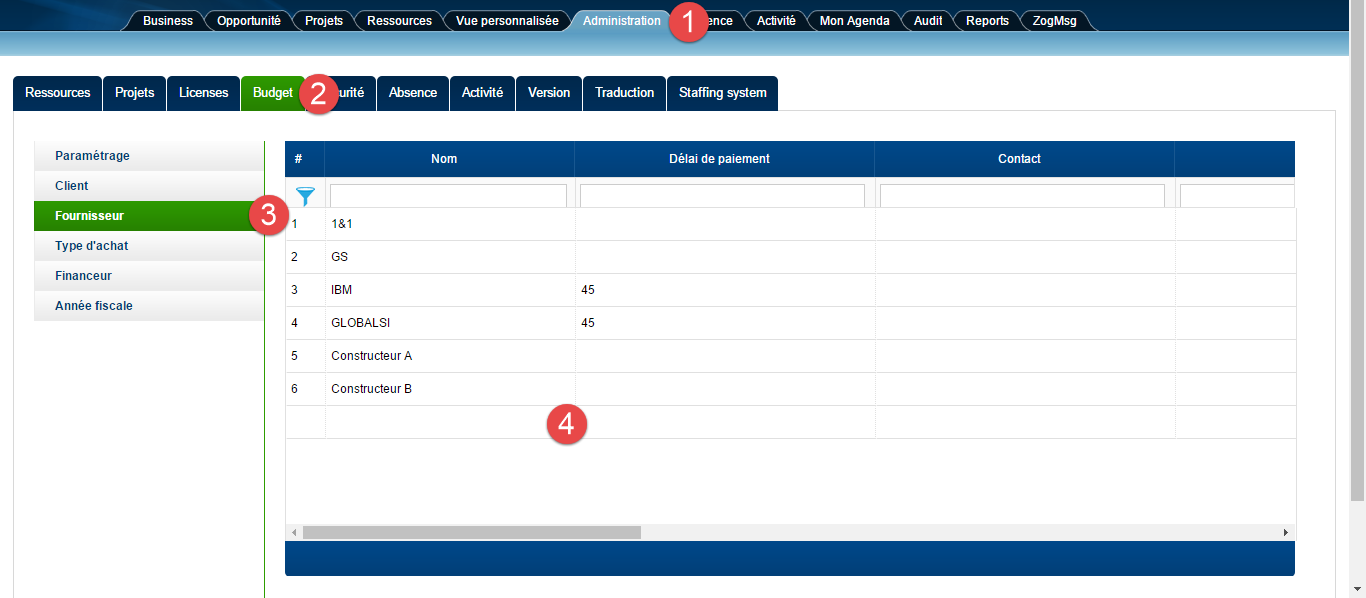 Business Opportunité Projets Ressources Vue personnalisée Administration 1 ence Activité Mon Agenda Audit Reports ZogMsg
Ressources Projets Licenses Budget 2 urité Absence Activité Version Traduction Staffing system
Paramétrage
Client
Fournisseur 3
Type d'achat
Financeur
Année fiscale
# Nom Délai de paiement Contact
1 1&1
2 GS
3 IBM 45
4 GLOBALSI 45
5 Constructeur A
6 Constructeur B
4